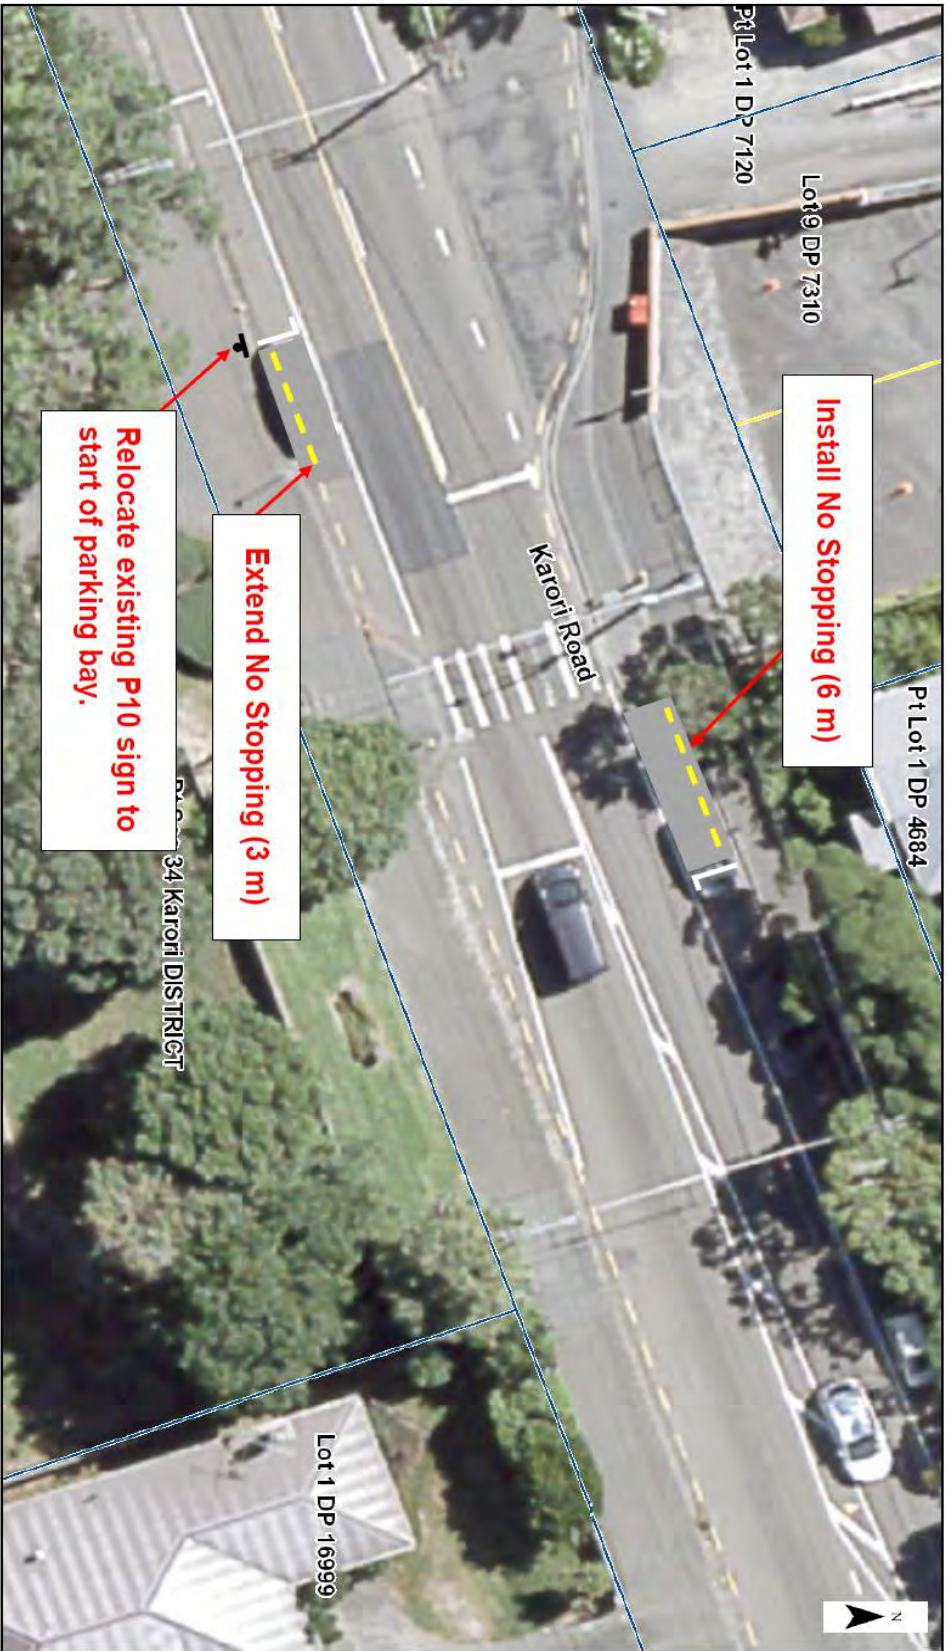 Pt Lot 1 DP 7120
Lot 9 DP 7310
Install No Stopping (6 m)
Pt Lot 1 DP 4684
Karori Road
Extend No Stopping (3 m)
Relocate existing P10 sign to
start of parking bay.
34 Karori DISTRICT
Lot 1 DP 16999
N